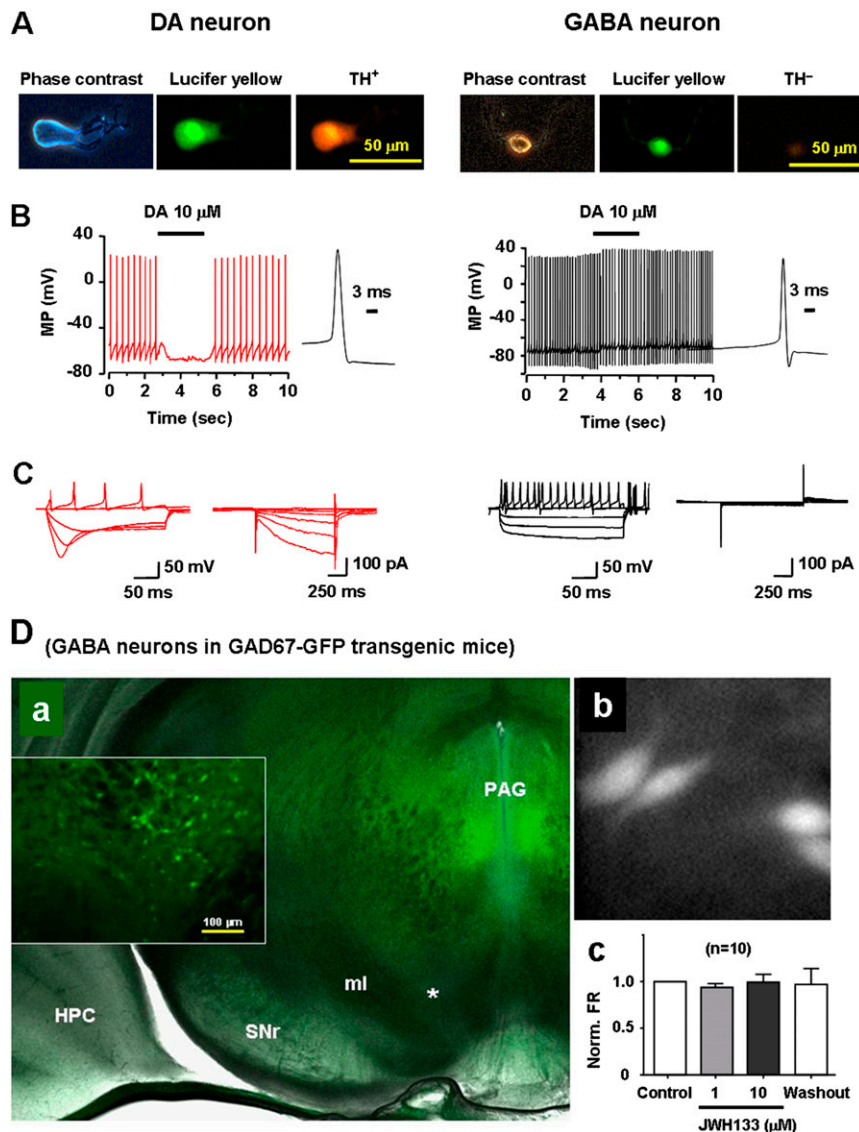 A
DA neuron
GABA neuron
Phase contrast
Lucifer yellow
TH⁺
50 μm
Phase contrast
Lucifer yellow
TH⁻
50 μm
B
DA 10 μM
MP (mV)
40
0
-40
-80
0 2 4 6 8 10
Time (sec)
3 ms
DA 10 μM
MP (mV)
40
0
-40
-80
0 2 4 6 8 10
Time (sec)
3 ms
C
50 mV
50 ms
100 pA
250 ms
50 mV
50 ms
100 pA
250 ms
D (GABA neurons in GAD67-GFP transgenic mice)
a
PAG
100 μm
ml
*
HPC
SNr
b
c
(n=10)
Norm. FR
1.0
0.5
0
Control 1 10 Washout
JWH133 (μM)